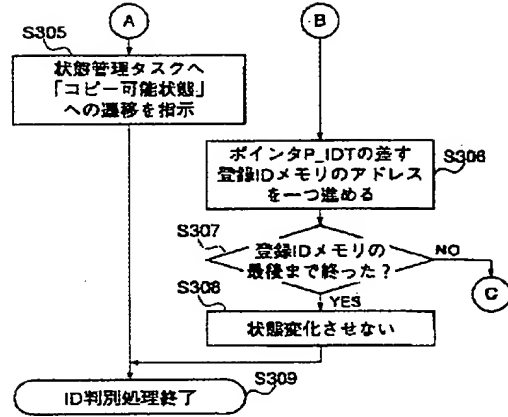 A
B
S305
状態管理タスクへ
「コピー可能状態」
への遷移を指示
ポインタP_IDTの差す
登録IDメモリのアドレス
を一つ進める
S306
S307
登録IDメモリの
最後まで終った？
NO
C
S308
YES
状態変化させない
ID判別処理終了
S309